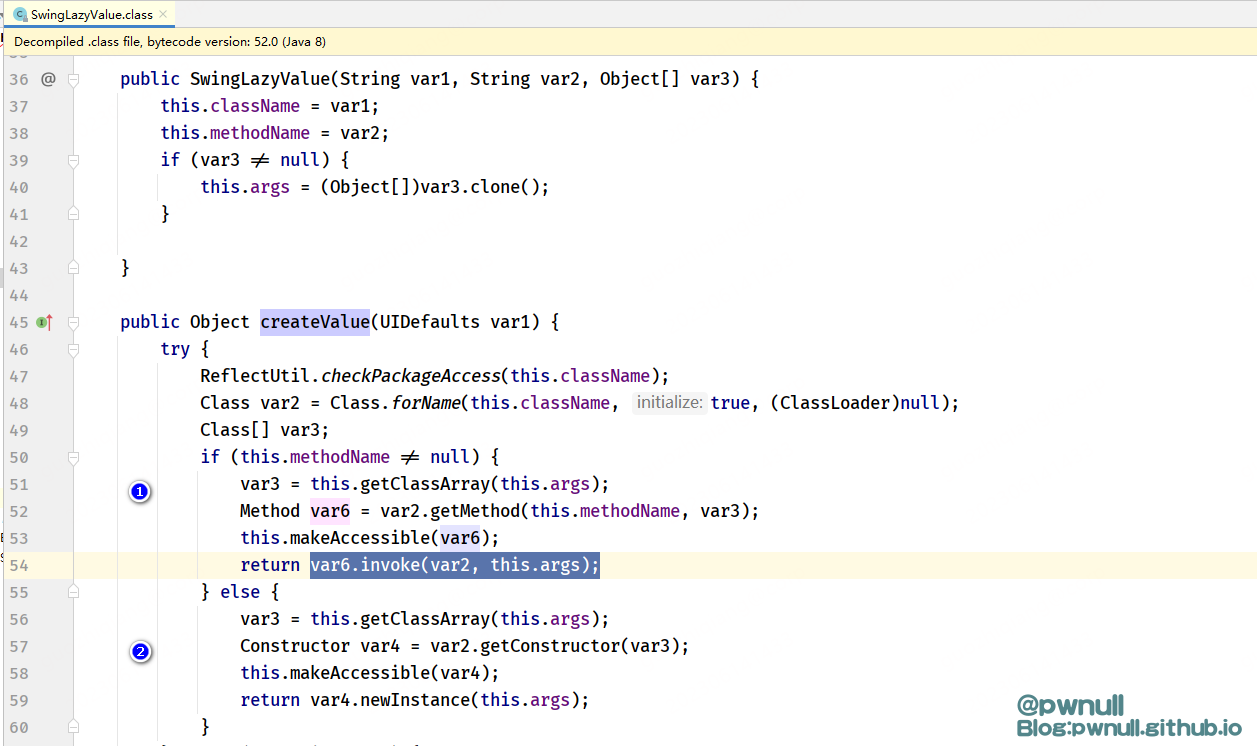 SwingLazyValue.class
Decompiled .class file, bytecode version: 52.0 (Java 8)
36 @ public SwingLazyValue(String var1, String var2, Object[] var3) {
37 this.className = var1;
38 this.methodName = var2;
39 if (var3 ≠ null) {
40 this.args = (Object[])var3.clone();
41 }
42
43 }
44
45 public Object createValue(UIDefaults var1) {
46 try {
47 ReflectUtil.checkPackageAccess(this.className);
48 Class var2 = Class.forName(this.className, initialize: true, (ClassLoader)null);
49 Class[] var3;
50 if (this.methodName ≠ null) {
51 var3 = this.getClassArray(this.args);
1
52 Method var6 = var2.getMethod(this.methodName, var3);
53 this.makeAccessible(var6);
54 return var6.invoke(var2, this.args);
55 } else {
56 var3 = this.getClassArray(this.args);
57 Constructor var4 = var2.getConstructor(var3);
2
58 this.makeAccessible(var4);
59 return var4.newInstance(this.args);
60 }
@pwnull
Blog:pwnull.github.io